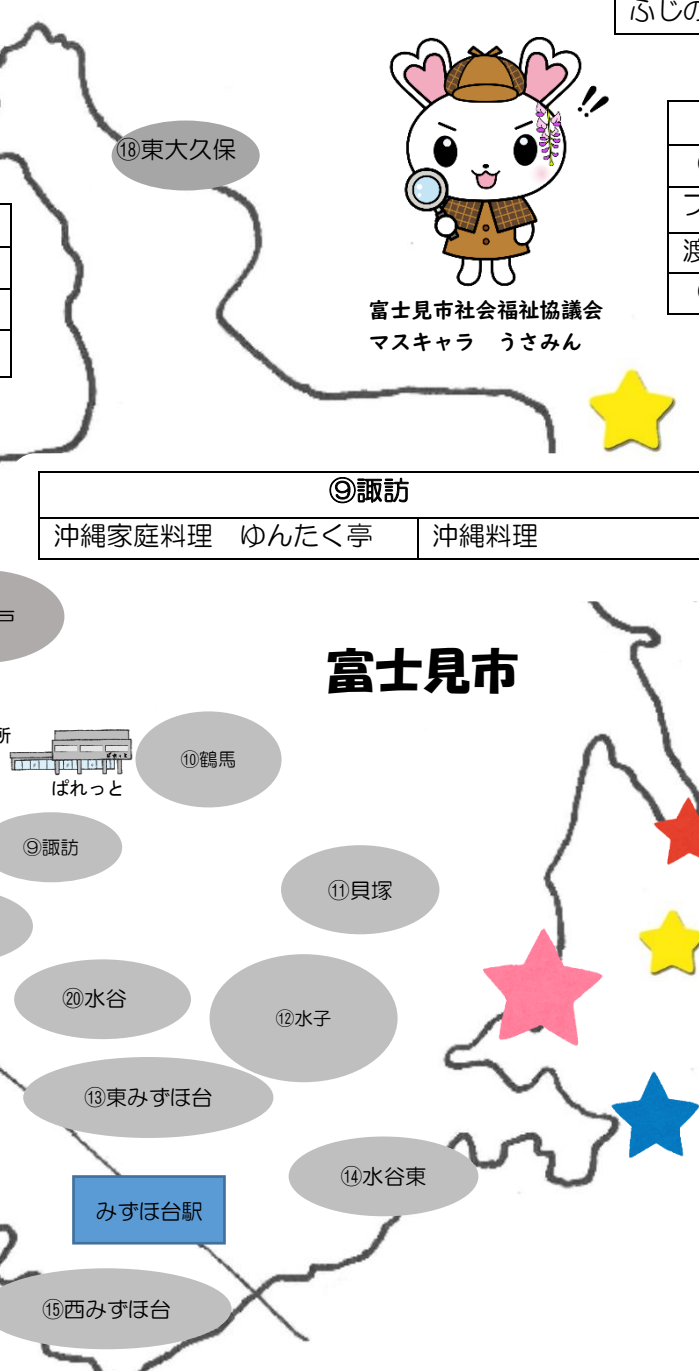 ふじの
⑱東大久保
!!
富士見市社会福祉協議会
マスキャラ　うさみん
渡
⑨諏訪
沖縄家庭料理　ゆんたく亭　沖縄料理
戸
富士見市
所
ぱれっと
⑩鶴馬
⑨諏訪
⑪貝塚
⑳水谷
⑫水子
⑬東みずほ台
⑭水谷東
みずほ台駅
⑮西みずほ台